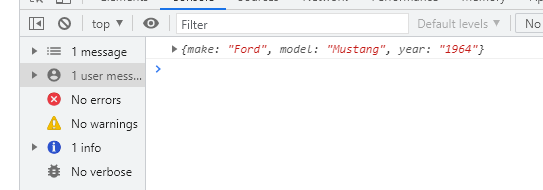 top Filter Default levels No
1 message
{make: "Ford", model: "Mustang", year: "1964"}
1 user mess...
No errors
No warnings
1 info
No verbose